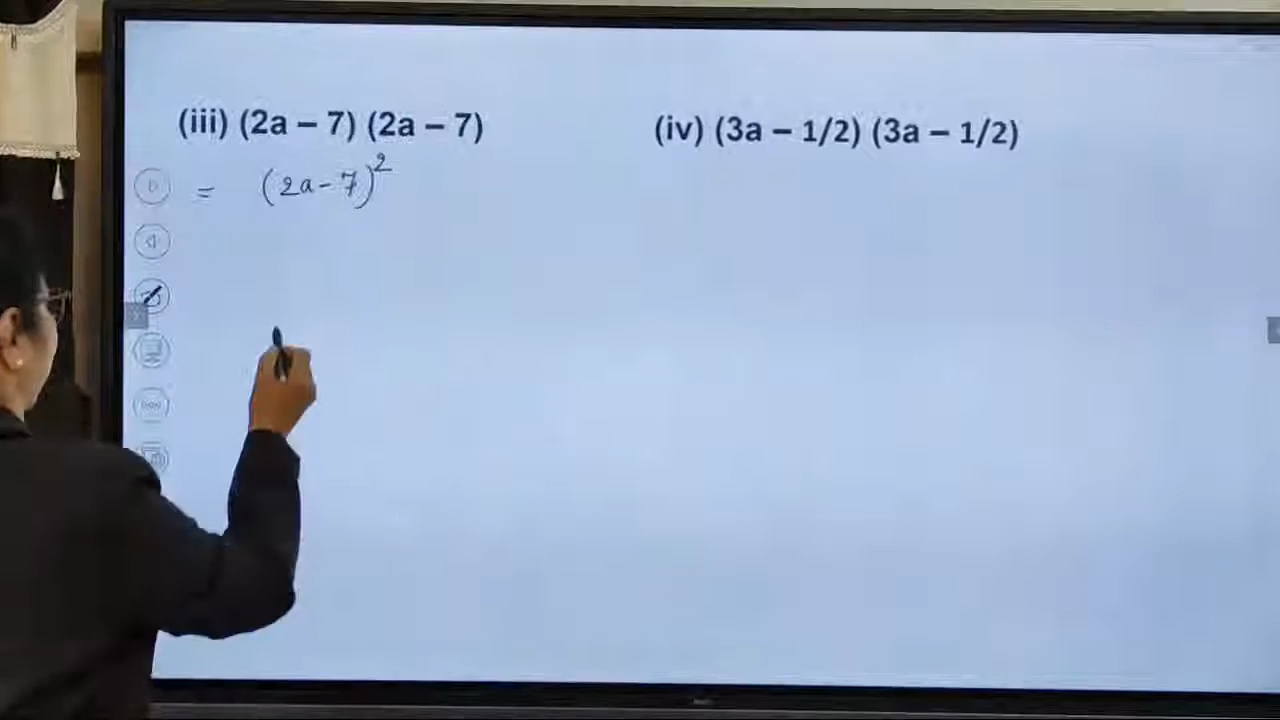 (iii) (2a – 7) (2a – 7)
= (2a - 7)²
(iv) (3a – 1/2) (3a – 1/2)